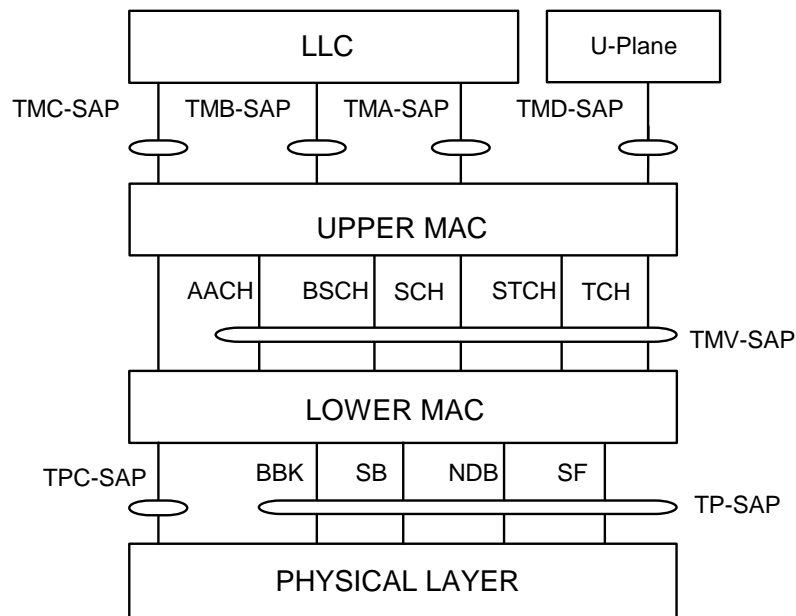 LLC
U-Plane
TMC-SAP
TMB-SAP
TMA-SAP
TMD-SAP
UPPER MAC
AACH
BSCH
SCH
STCH
TCH
TMV-SAP
LOWER MAC
TPC-SAP
BBK
SB
NDB
SF
TP-SAP
PHYSICAL LAYER